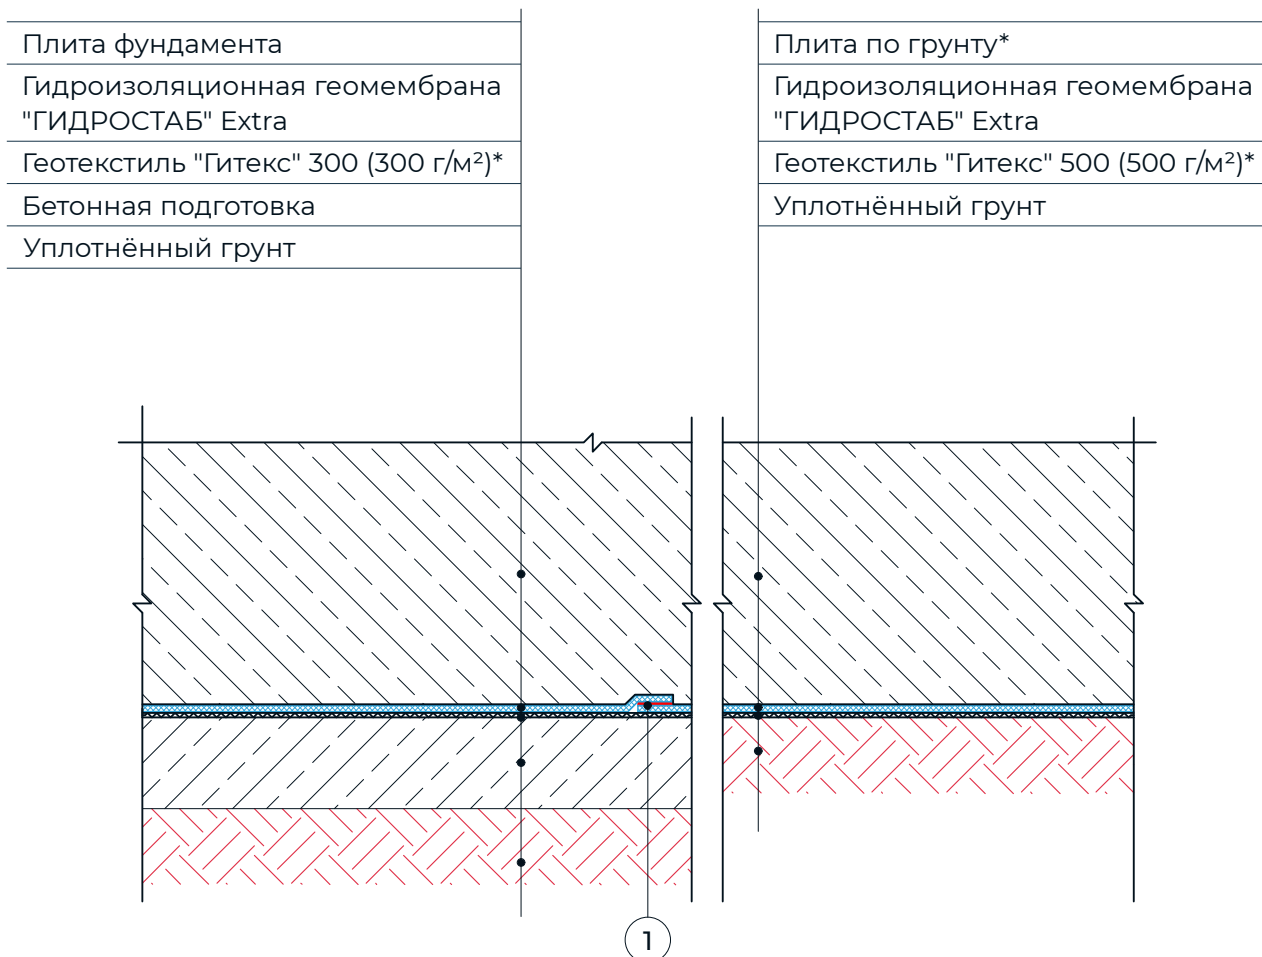 Плита фундамента
Гидроизоляционная геомембрана
"ГИДРОСТАБ" Extra
Геотекстиль "Гитекс" 300 (300 г/м²)*
Бетонная подготовка
Уплотнённый грунт
Плита по грунту*
Гидроизоляционная геомембрана
"ГИДРОСТАБ" Extra
Геотекстиль "Гитекс" 500 (500 г/м²)*
Уплотнённый грунт
1